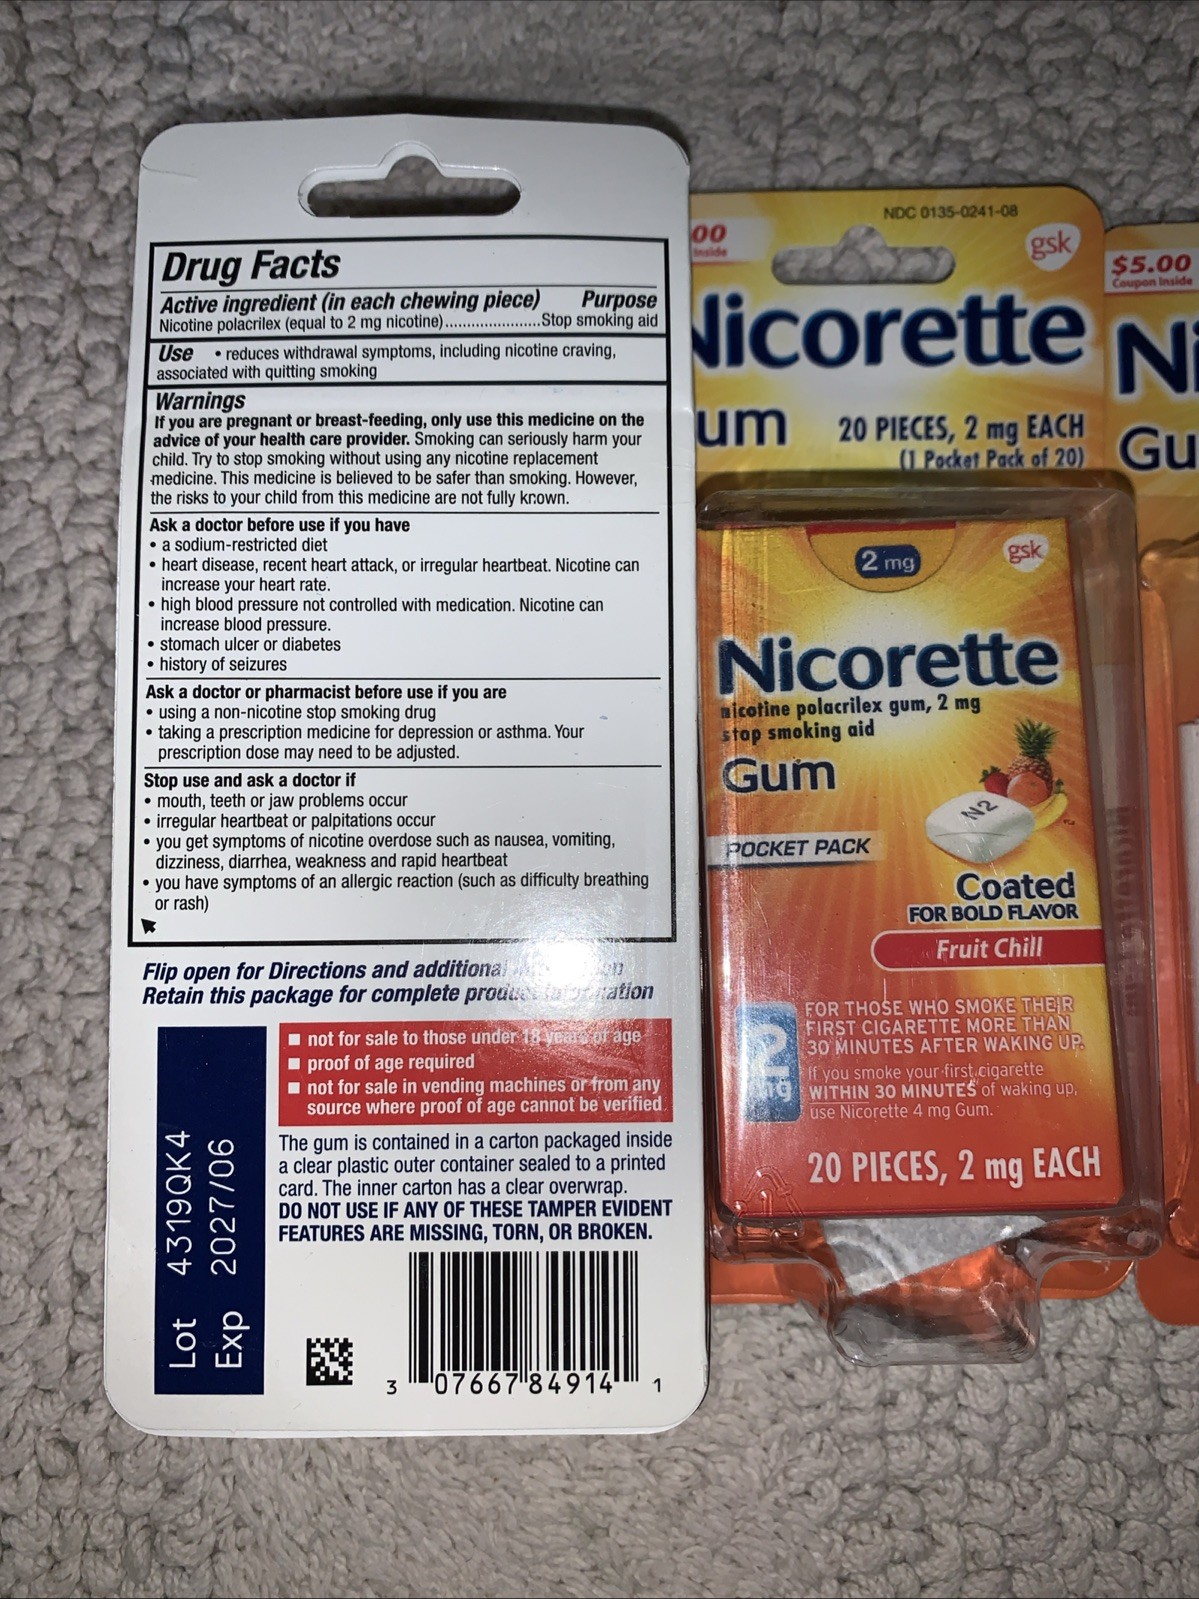 Drug Facts
Active ingredient (in each chewing piece) Purpose
Nicotine polacrilex (equal to 2 mg nicotine)......................Stop smoking aid
Use • reduces withdrawal symptoms, including nicotine craving,
associated with quitting smoking
Warnings
If you are pregnant or breast-feeding, only use this medicine on the
advice of your health care provider. Smoking can seriously harm your
child. Try to stop smoking without using any nicotine replacement
medicine. This medicine is believed to be safer than smoking. However,
the risks to your child from this medicine are not fully known.
Ask a doctor before use if you have
• a sodium-restricted diet
• heart disease, recent heart attack, or irregular heartbeat. Nicotine can
increase your heart rate.
• high blood pressure not controlled with medication. Nicotine can
increase blood pressure.
• stomach ulcer or diabetes
• history of seizures
Ask a doctor or pharmacist before use if you are
• using a non-nicotine stop smoking drug
• taking a prescription medicine for depression or asthma. Your
prescription dose may need to be adjusted.
Stop use and ask a doctor if
• mouth, teeth or jaw problems occur
• irregular heartbeat or palpitations occur
• you get symptoms of nicotine overdose such as nausea, vomiting,
dizziness, diarrhea, weakness and rapid heartbeat
• you have symptoms of an allergic reaction (such as difficulty breathing
or rash)
Flip open for Directions and additional
Retain this package for complete product information
■ not for sale to those under 18 years of age
■ proof of age required
■ not for sale in vending machines or from any
source where proof of age cannot be verified
The gum is contained in a carton packaged inside
a clear plastic outer container sealed to a printed
card. The inner carton has a clear overwrap.
DO NOT USE IF ANY OF THESE TAMPER EVIDENT
FEATURES ARE MISSING, TORN, OR BROKEN.
Lot 4319QK4
Exp 2027/06
3 07667 84914 1
NDC 0135-0241-08
00
Inside
gsk
Nicorette
um
20 PIECES, 2 mg EACH
(1 Pocket Pack of 20)
2 mg
gsk
Nicorette
nicotine polacrilex gum, 2 mg
stop smoking aid
Gum
N2
POCKET PACK
Coated
FOR BOLD FLAVOR
Fruit Chill
2
mg
FOR THOSE WHO SMOKE THEIR
FIRST CIGARETTE MORE THAN
30 MINUTES AFTER WAKING UP.
If you smoke your first cigarette
WITHIN 30 MINUTES of waking up,
use Nicorette 4 mg Gum.
20 PIECES, 2 mg EACH
$5.00
Coupon Inside
Ni
Gu